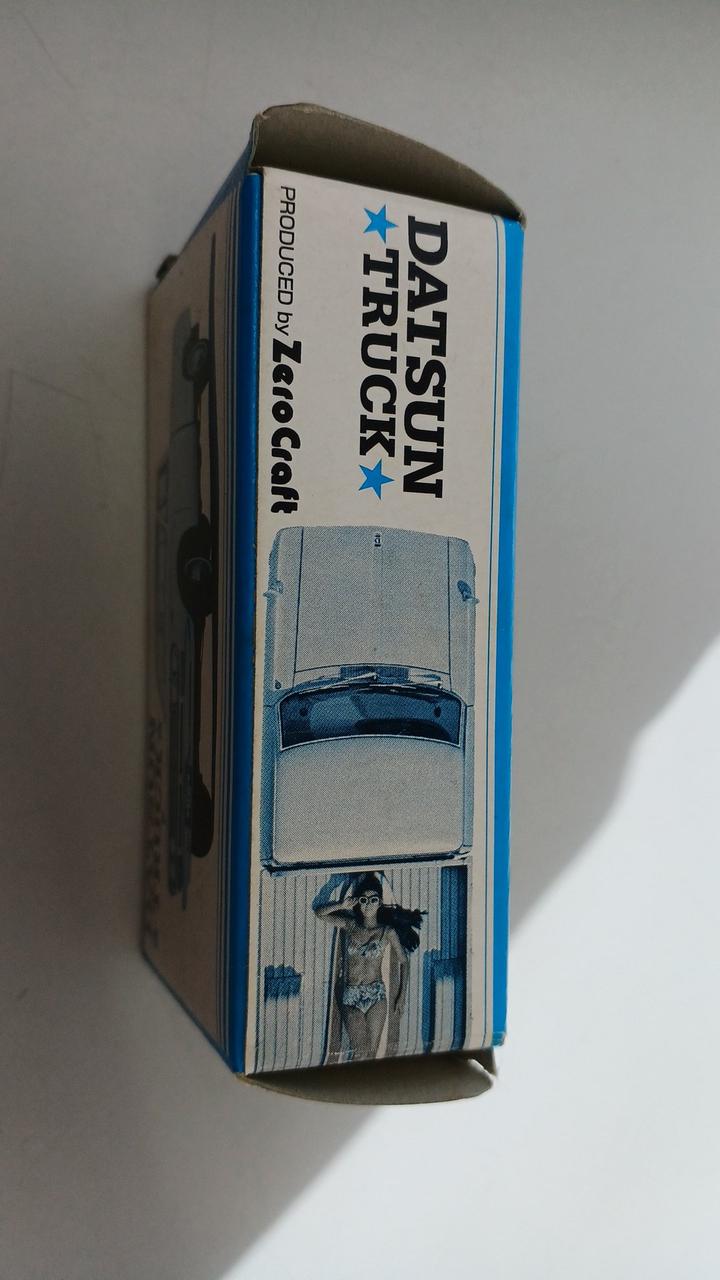 DATSUN
★TRUCK★
PRODUCED by ZeroCraft